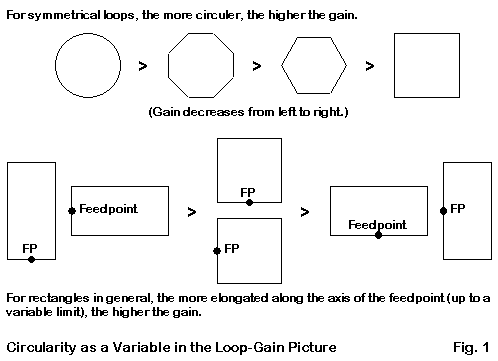 For symmetrical loops, the more circuler, the higher the gain.
> > >
(Gain decreases from left to right.)
FP
Feedpoint
>
FP
FP
>
Feedpoint
FP
For rectangles in general, the more elongated along the axis of the feedpoint (up to a
variable limit), the higher the gain.
Circularity as a Variable in the Loop-Gain Picture Fig. 1